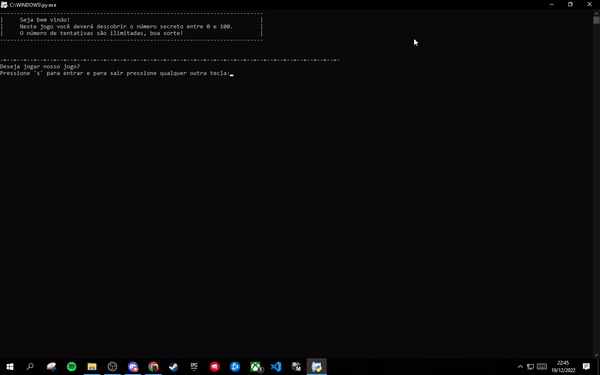 C:\WINDOWS\py.exe
Seja bem vindo!
Neste jogo você deverá descobrir o número secreto entre 0 e 100.
O número de tentativas são ilimitadas, boa sorte!
Deseja jogar nosso jogo?
Pressione 's' para entrar e para sair pressione qualquer outra tecla:
22:45
19/12/2022